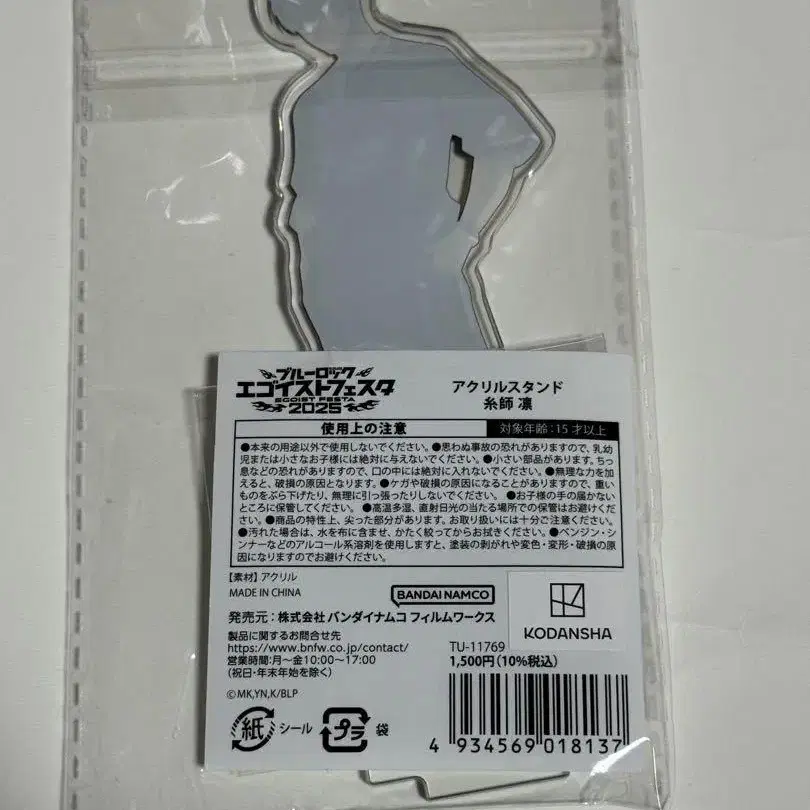 ブルーロック
エゴイストフェスタ
EGOIST FESTA
2025
アクリルスタンド
糸師 凛
使用上の注意
対象年齢:15才以上
●本来の用途以外で使用しないでください。●思わぬ事故の恐れがありますので、乳幼
児または小さなお子様には絶対に与えないでください。●小さい部品があります。ちっ
息などの恐れがありますので、口の中には絶対に入れないでください。●無理な力を加
えると、破損の原因となります。●ケガや破損の原因になることがありますので、重い
ものをぶら下げたり、無理に引っ張ったりしないでください。●お子様の手の届かない
ところに保管してください。●高温多湿、直射日光の当たる場所での保管はお避けくだ
さい。●商品の特性上、尖った部分があります。お取り扱いには十分ご注意ください。
●汚れた場合は、水を布に含ませ、かたく絞ってからお拭きください。●ベンジン・シ
ンナーなどのアルコール系溶剤を使用しますと、塗装の剥がれや変色・変形・破損の原
因になりますのでお避けください。
【素材】アクリル
MADE IN CHINA
BANDAI NAMCO
発売元:株式会社 バンダイナムコ フィルムワークス
KODANSHA
製品に関するお問合せ先
https://www.bnfw.co.jp/contact/
営業時間:月~金10:00~17:00
(祝日・年末年始を除く)
TU-11769
1,500円(10%税込)
©MK,YN,K/BLP
紙 シール
プラ 袋
4 934569 018137